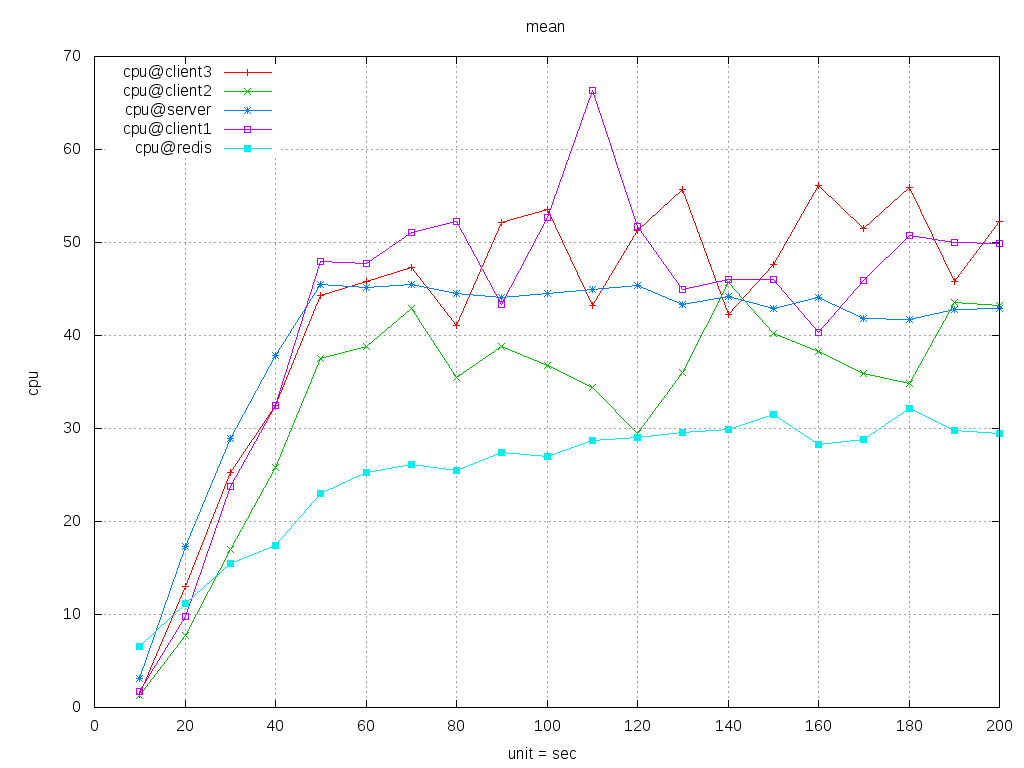 mean
cpu@client3
cpu@client2
cpu@server
cpu@client1
cpu@redis
70
60
50
40
30
20
10
0
cpu
0 20 40 60 80 100 120 140 160 180 200
unit = sec